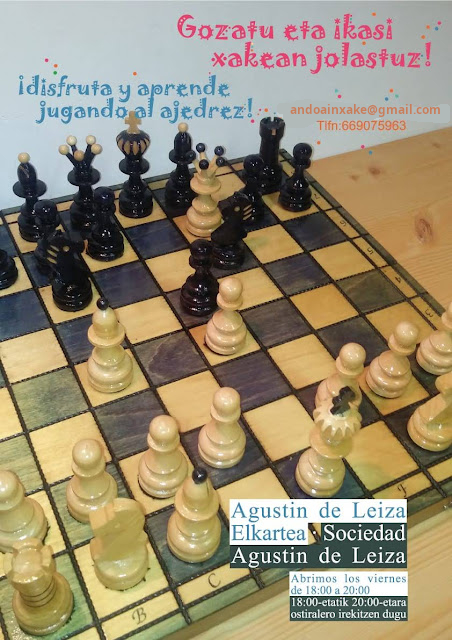 Gozatu eta ikasi
xakean jolastuz!
¡disfruta y aprende
jugando al ajedrez!
andoainxake@gmail.com
Tlfn:669075963
Agustin de Leiza
Elkartea Sociedad
Agustin de Leiza
Abrimos los viernes
de 18:00 a 20:00
18:00-etatik 20:00-etara
ostiralero irekitzen dugu
B
C